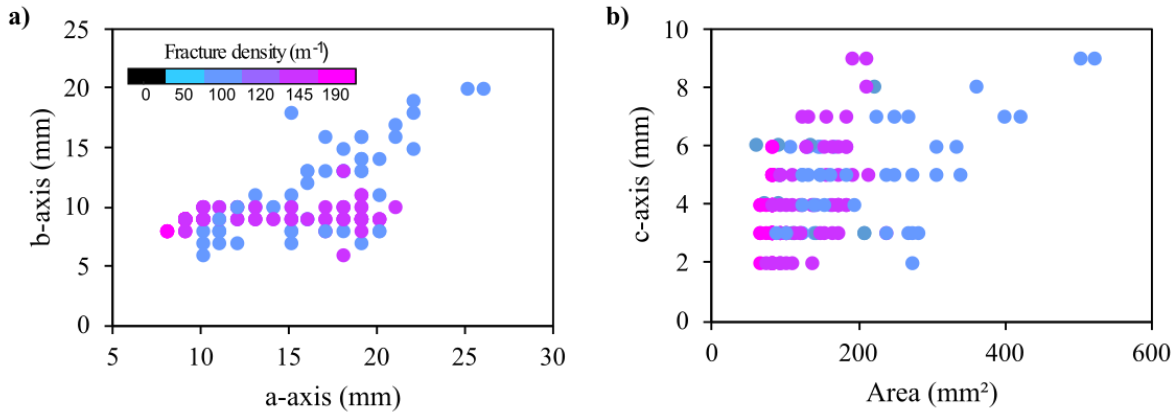 a)
25
20
15
10
5
0
b-axis (mm)
Fracture density (m⁻¹)
0 50 100 120 145 190
5 10 15 20 25 30
a-axis (mm)
b)
10
8
6
4
2
0
c-axis (mm)
0 200 400 600
Area (mm²)